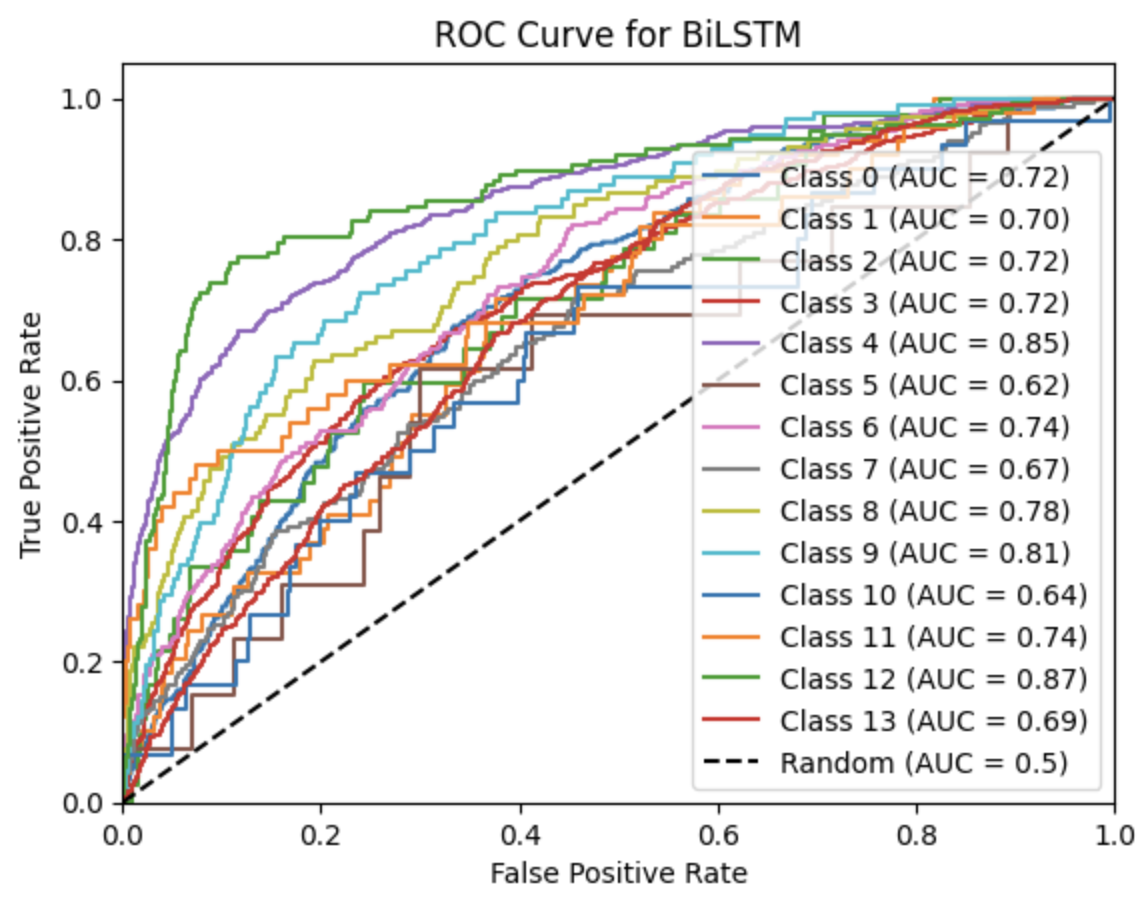 ROC Curve for BiLSTM
True Positive Rate
1.0
0.8
0.6
0.4
0.2
0.0
Class 0 (AUC = 0.72)
Class 1 (AUC = 0.70)
Class 2 (AUC = 0.72)
Class 3 (AUC = 0.72)
Class 4 (AUC = 0.85)
Class 5 (AUC = 0.62)
Class 6 (AUC = 0.74)
Class 7 (AUC = 0.67)
Class 8 (AUC = 0.78)
Class 9 (AUC = 0.81)
Class 10 (AUC = 0.64)
Class 11 (AUC = 0.74)
Class 12 (AUC = 0.87)
Class 13 (AUC = 0.69)
Random (AUC = 0.5)
0.0 0.2 0.4 0.6 0.8 1.0
False Positive Rate